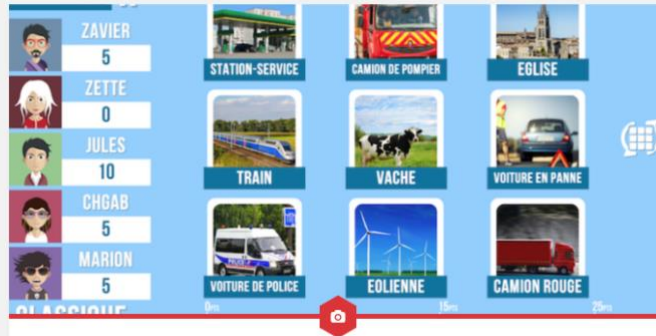 ZAVIER
5
ZETTE
0
JULES
10
CHGAB
5
MARION
5
STATION-SERVICE
CAMION DE POMPIER
EGLISE
TRAIN
VACHE
VOITURE EN PANNE
VOITURE DE POLICE
EOLIENNE
CAMION ROUGE
0PTS
15PTS
25PTS
CLASSIQUE